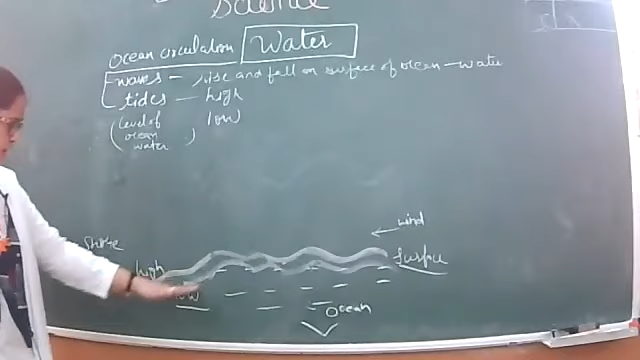 Science
ocean circulation Water
waves - rise and fall on surface of ocean-water
tides - high
(level of ocean water) low
wind
Shore
high
surface
low
Ocean